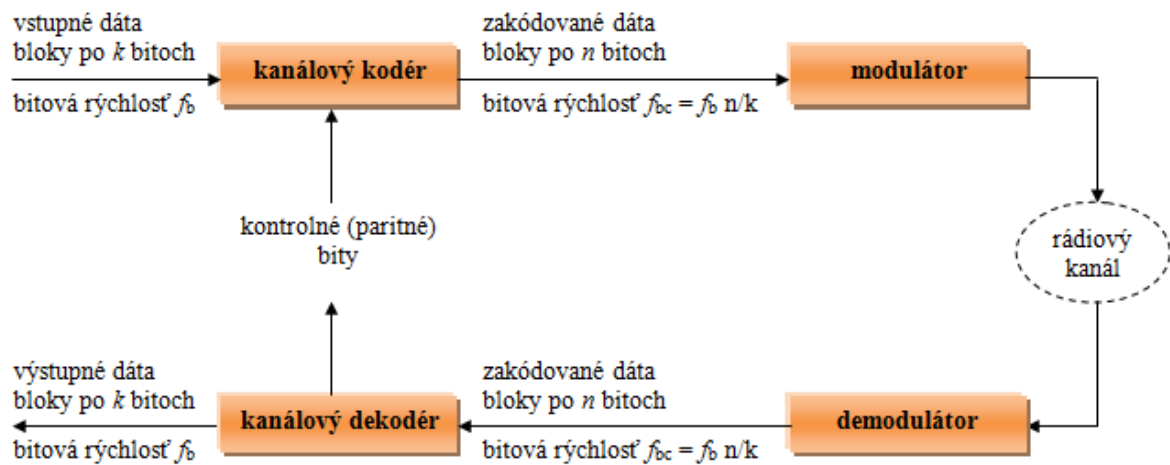 vstupné dáta
bloky po k bitoch
bitová rýchlosť fb
kanálový kodér
zakódované dáta
bloky po n bitoch
bitová rýchlosť fbc = fb n/k
modulátor
kontrolné (paritné)
bity
rádiový
kanál
výstupné dáta
bloky po k bitoch
bitová rýchlosť fb
kanálový dekodér
zakódované dáta
bloky po n bitoch
bitová rýchlosť fbc = fb n/k
demodulátor